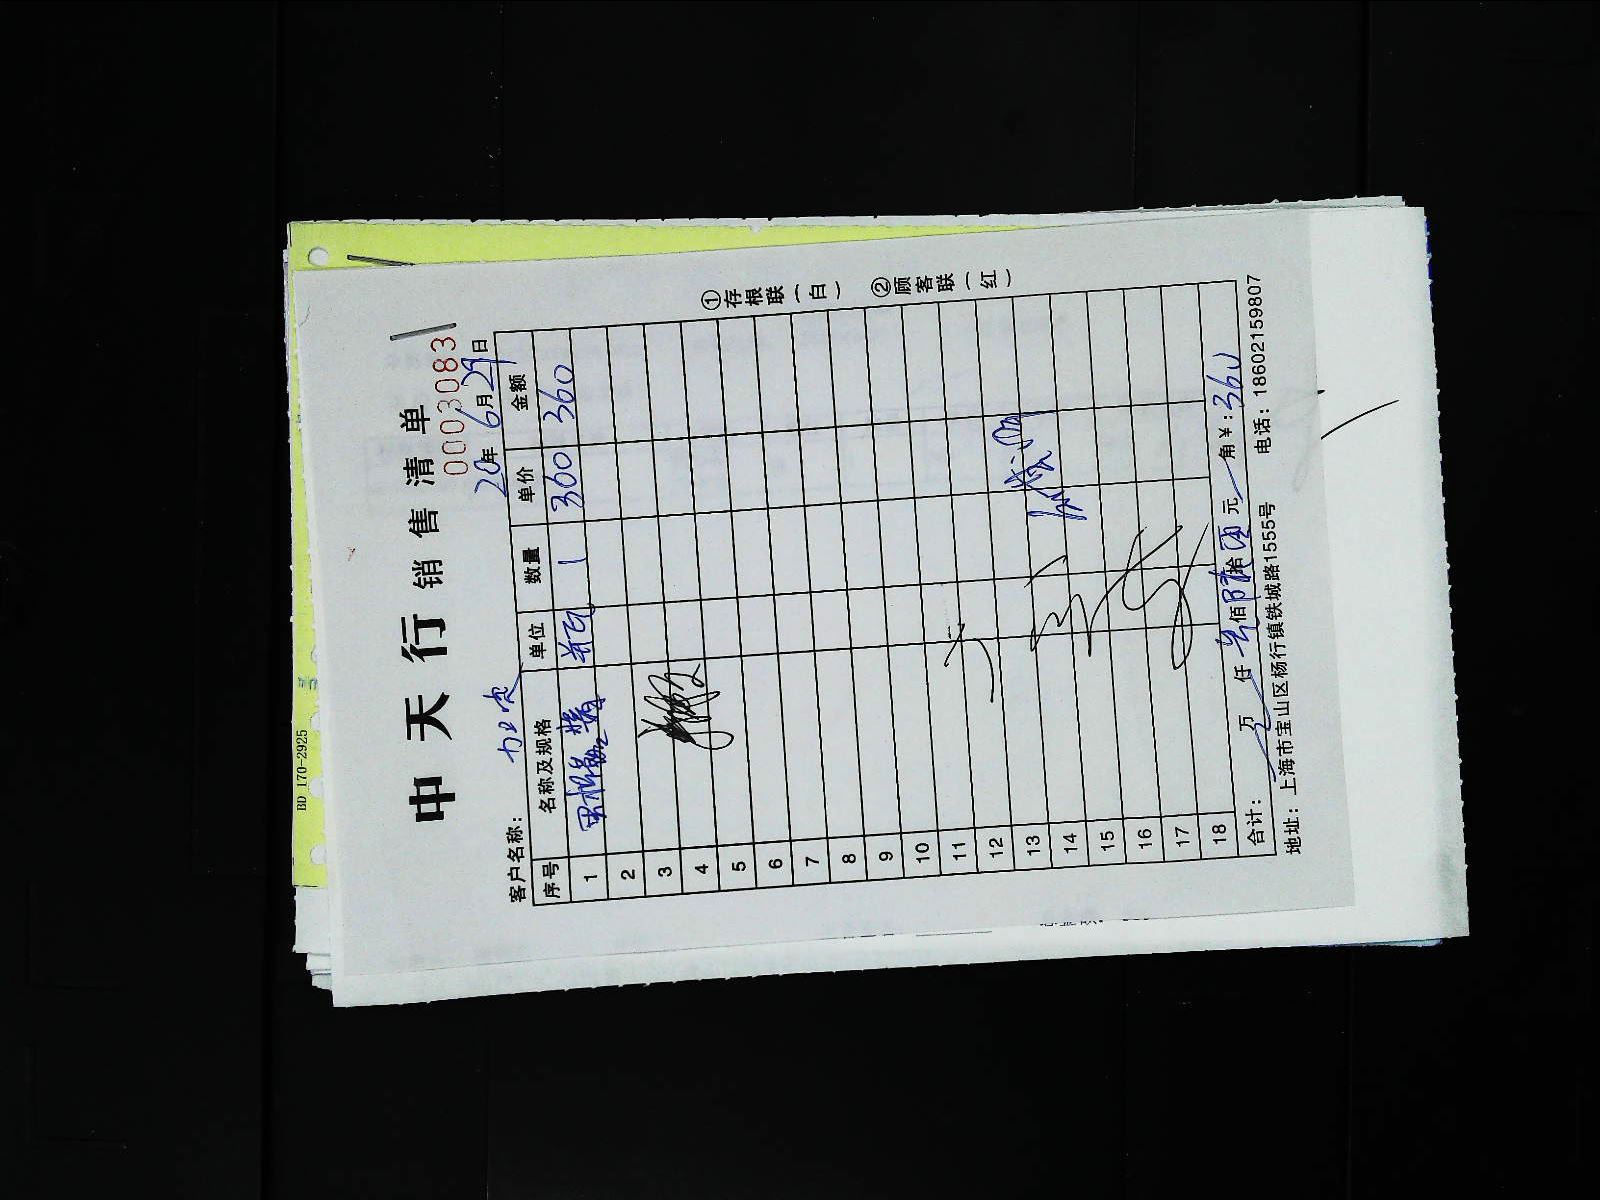 BD 170-2925
中天行销售清单
0003083
20年6月29日
客户名称：
序号 名称及规格 单位 数量 单价 金额
1 1 360 360
2
3
4
5
6
7
8
9
10
11
12
13
14
15
16
17
18
合计： 万 仟 佰 拾 元 角 ¥：360
地址：上海市宝山区杨行镇铁城路1555号 电话：18602159807
①存根联（白） ②顾客联（红）